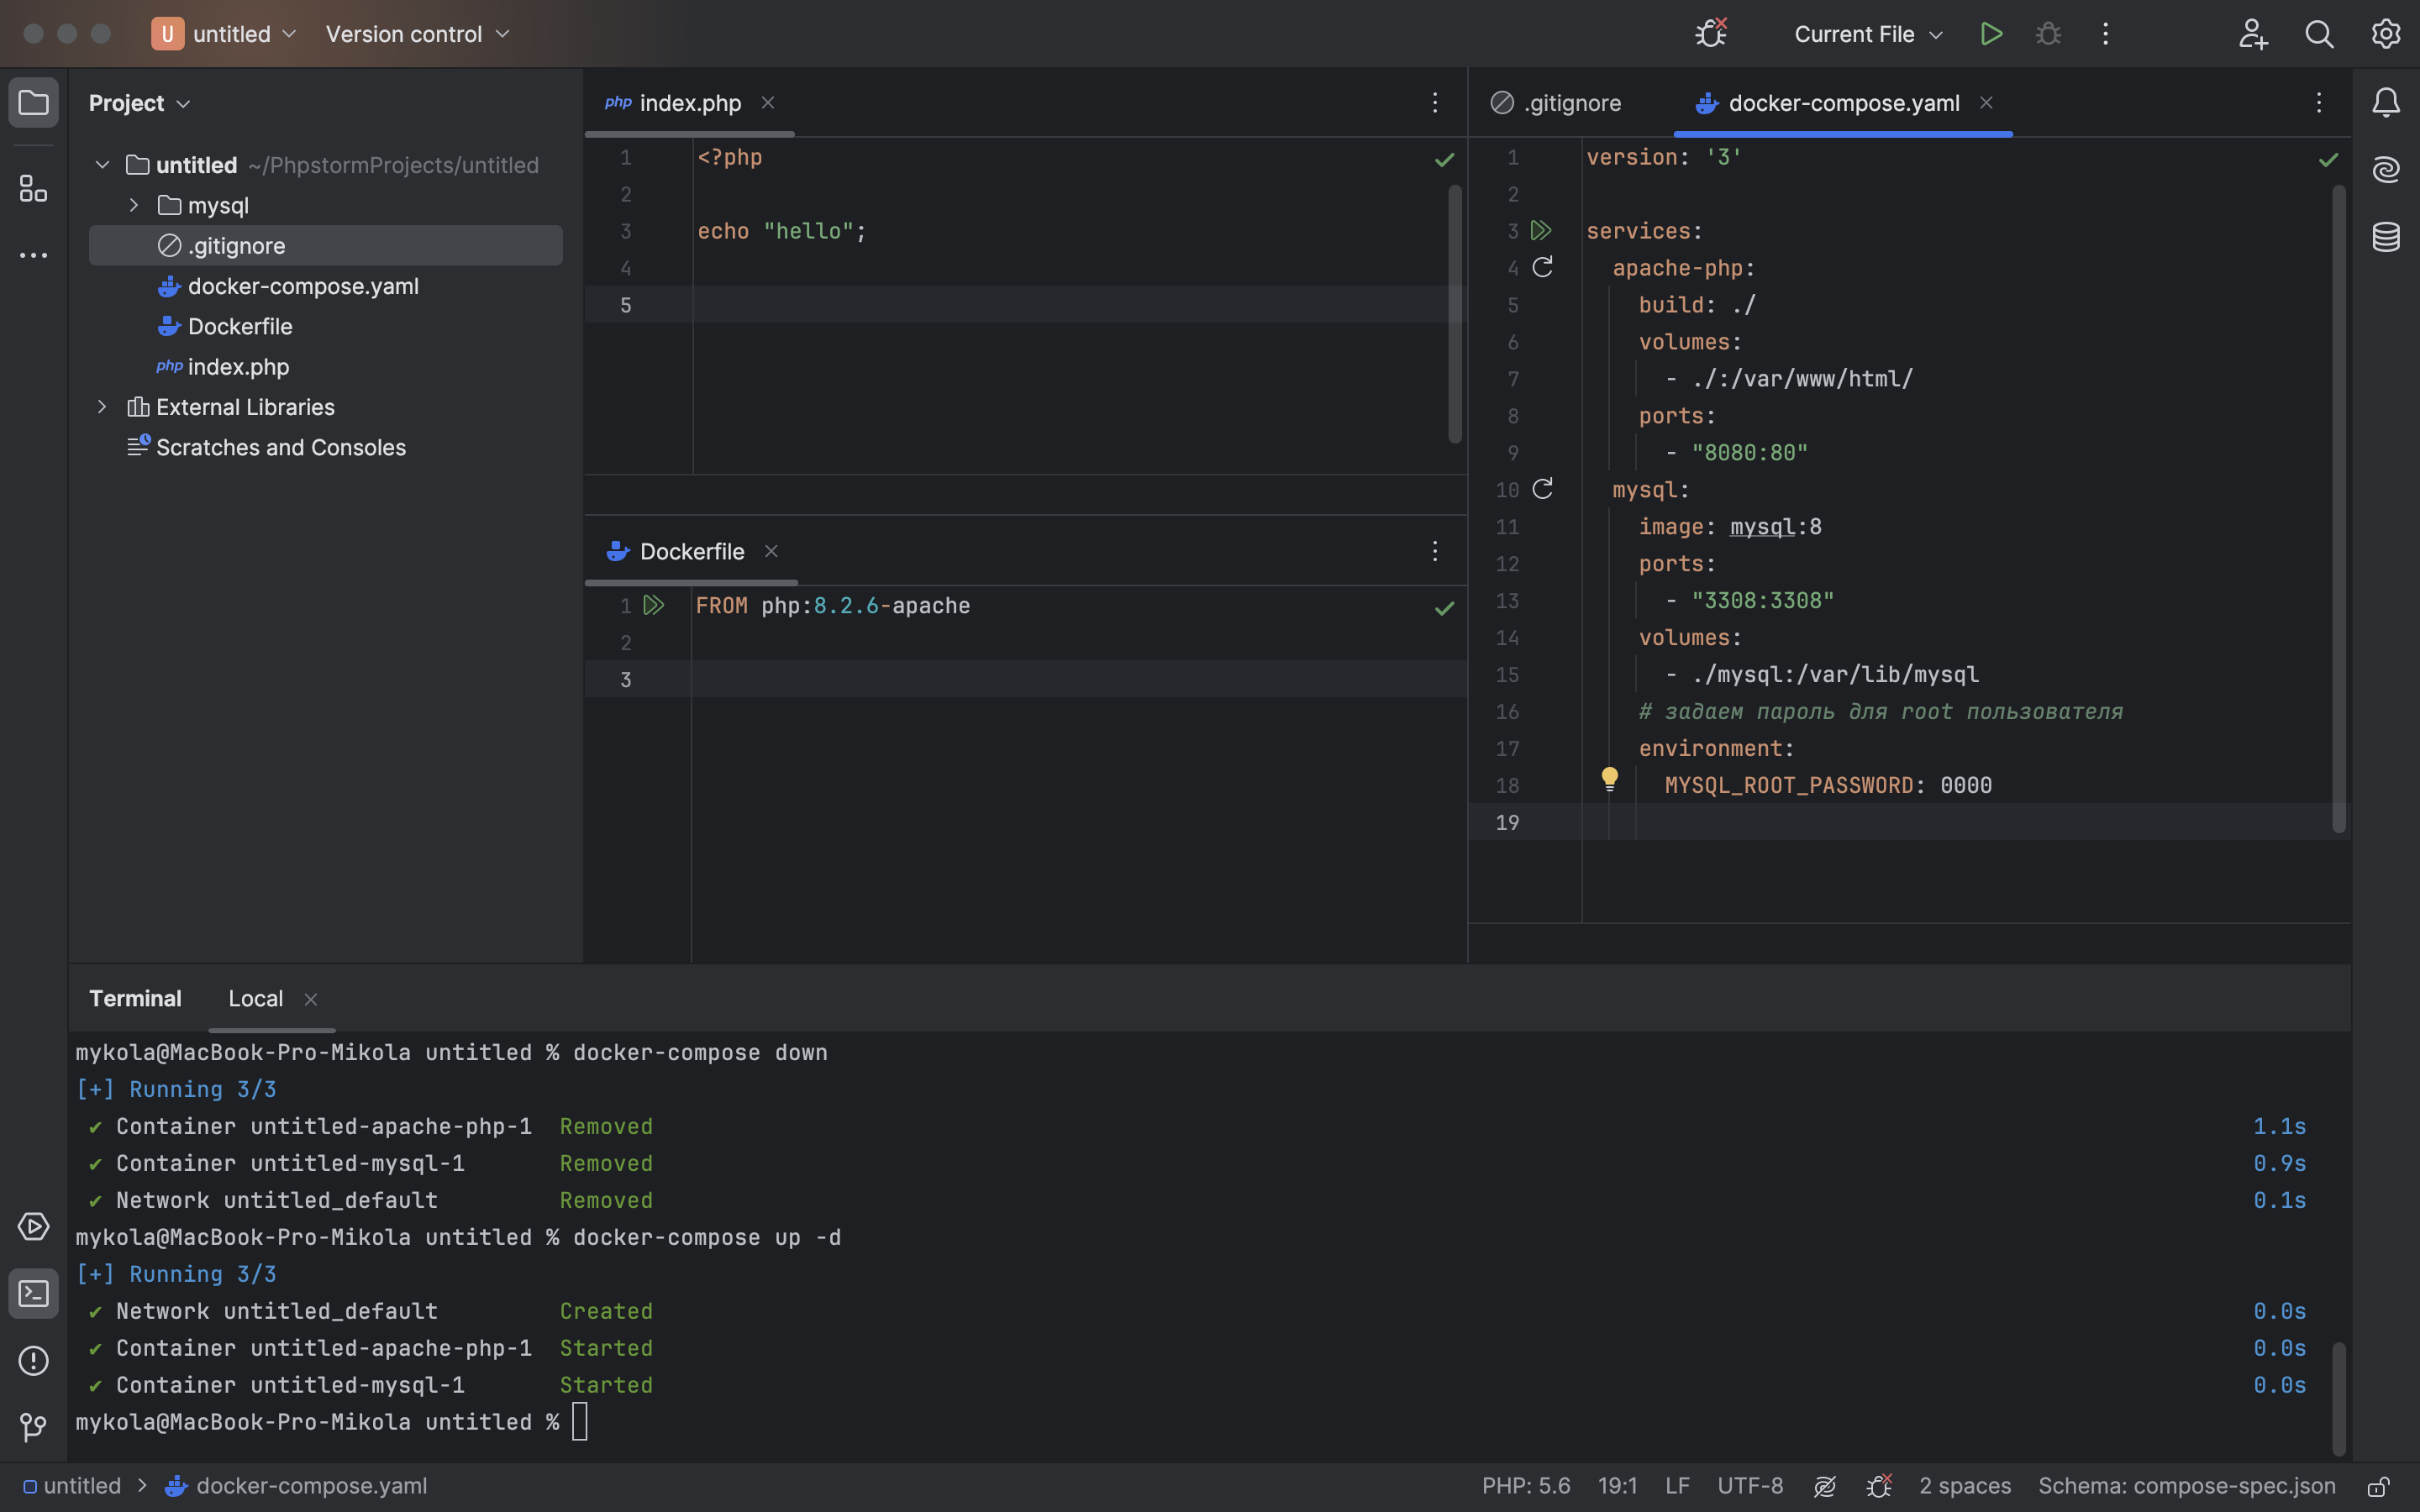 U untitled Version control Current File
Project
untitled ~/PhpstormProjects/untitled
mysql
.gitignore
docker-compose.yaml
Dockerfile
php index.php
External Libraries
Scratches and Consoles
php index.php
1 <?php
2
3 echo "hello";
4
5
Dockerfile
1 FROM php:8.2.6-apache
2
3
.gitignore docker-compose.yaml
1 version: '3'
2
3 services:
4 apache-php:
5 build: ./
6 volumes:
7 - ./:/var/www/html/
8 ports:
9 - "8080:80"
10 mysql:
11 image: mysql:8
12 ports:
13 - "3308:3308"
14 volumes:
15 - ./mysql:/var/lib/mysql
16 # задаем пароль для root пользователя
17 environment:
18 MYSQL_ROOT_PASSWORD: 0000
19
Terminal Local
mykola@MacBook-Pro-Mikola untitled % docker-compose down
[+] Running 3/3
✔ Container untitled-apache-php-1 Removed 1.1s
✔ Container untitled-mysql-1 Removed 0.9s
✔ Network untitled_default Removed 0.1s
mykola@MacBook-Pro-Mikola untitled % docker-compose up -d
[+] Running 3/3
✔ Network untitled_default Created 0.0s
✔ Container untitled-apache-php-1 Started 0.0s
✔ Container untitled-mysql-1 Started 0.0s
mykola@MacBook-Pro-Mikola untitled %
untitled > docker-compose.yaml PHP: 5.6 19:1 LF UTF-8 2 spaces Schema: compose-spec.json